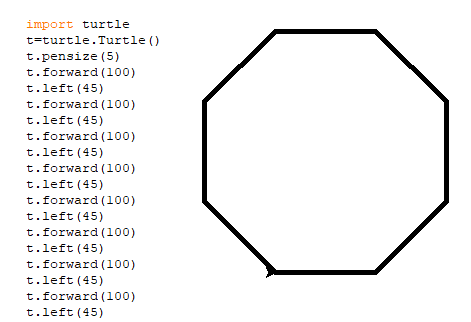 import turtle
t=turtle.Turtle()
t.pensize(5)
t.forward(100)
t.left(45)
t.forward(100)
t.left(45)
t.forward(100)
t.left(45)
t.forward(100)
t.left(45)
t.forward(100)
t.left(45)
t.forward(100)
t.left(45)
t.forward(100)
t.left(45)
t.forward(100)
t.left(45)